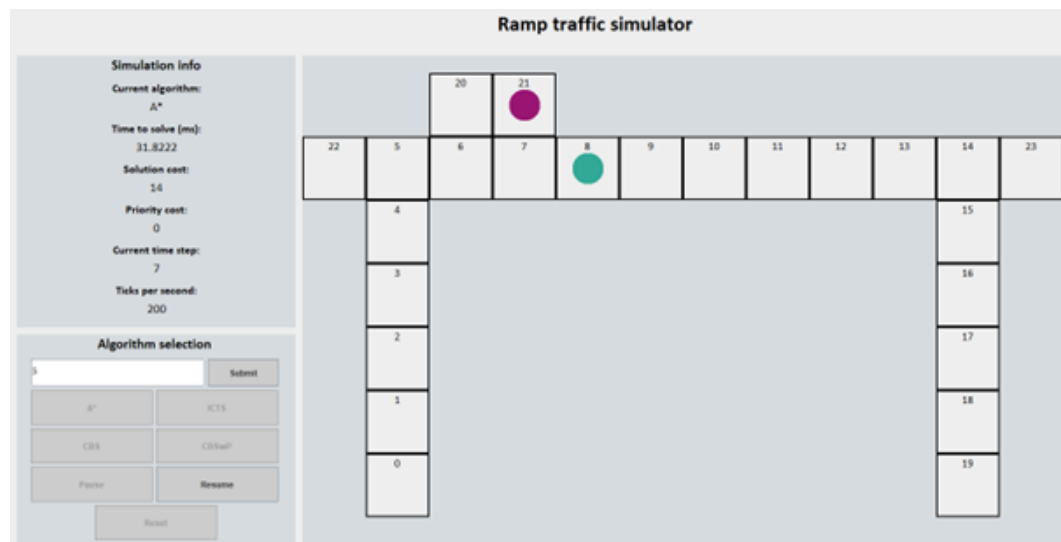 Ramp traffic simulator
Simulation info
Current algorithm:
A*
Time to solve (ms):
31.8222
Solution cost:
14
Priority cost:
0
Current time step:
7
Ticks per second:
200
Algorithm selection
5 Submit
A* ICTS
CBS CBSwP
Pause Resume
Reset
20 21
22 5 6 7 8 9 10 11 12 13 14 23
4 15
3 16
2 17
1 18
0 19